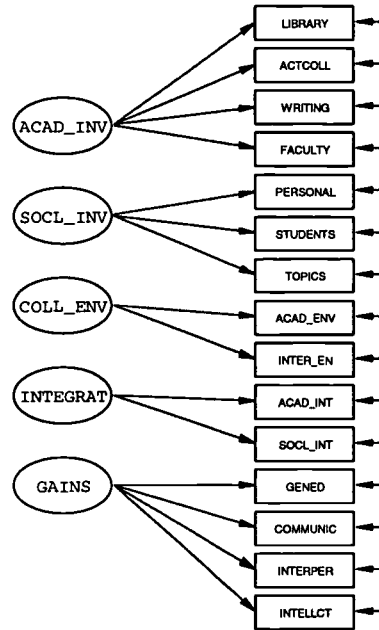 LIBRARY
ACTCOLL
WRITING
ACAD_INV
FACULTY
PERSONAL
SOCL_INV
STUDENTS
TOPICS
COLL_ENV
ACAD_ENV
INTER_EN
INTEGRAT
ACAD_INT
SOCL_INT
GAINS
GENED
COMMUNIC
INTERPER
INTELLCT